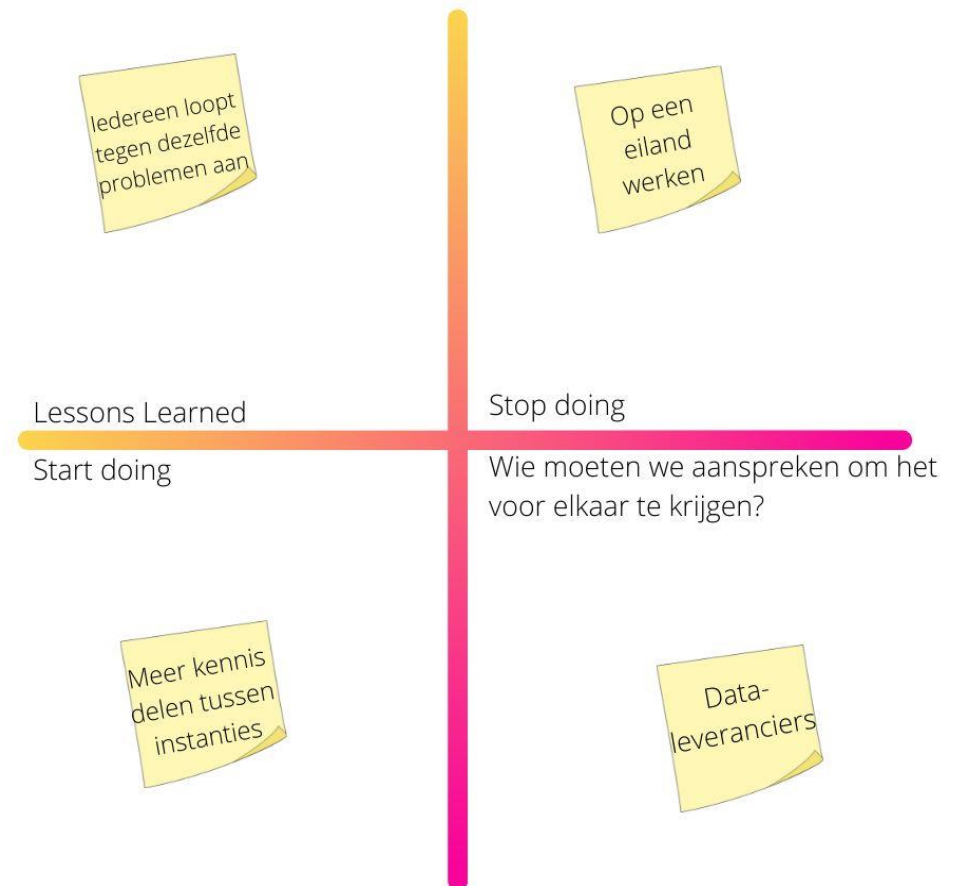 Iedereen loopt
tegen dezelfde
problemen aan
Op een
eiland
werken
Lessons Learned
Stop doing
Start doing
Wie moeten we aanspreken om het
voor elkaar te krijgen?
Meer kennis
delen tussen
instanties
Data-
leveranciers